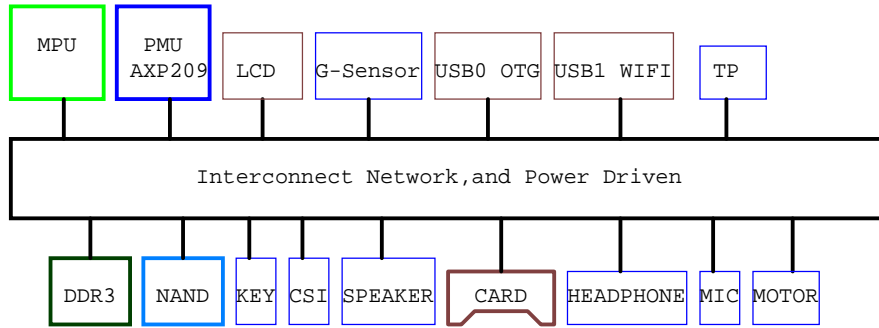 MPU
PMU
AXP209
LCD
G-Sensor
USB0 OTG
USB1 WIFI
TP
Interconnect Network,and Power Driven
DDR3
NAND
KEY
CSI
SPEAKER
CARD
HEADPHONE
MIC
MOTOR